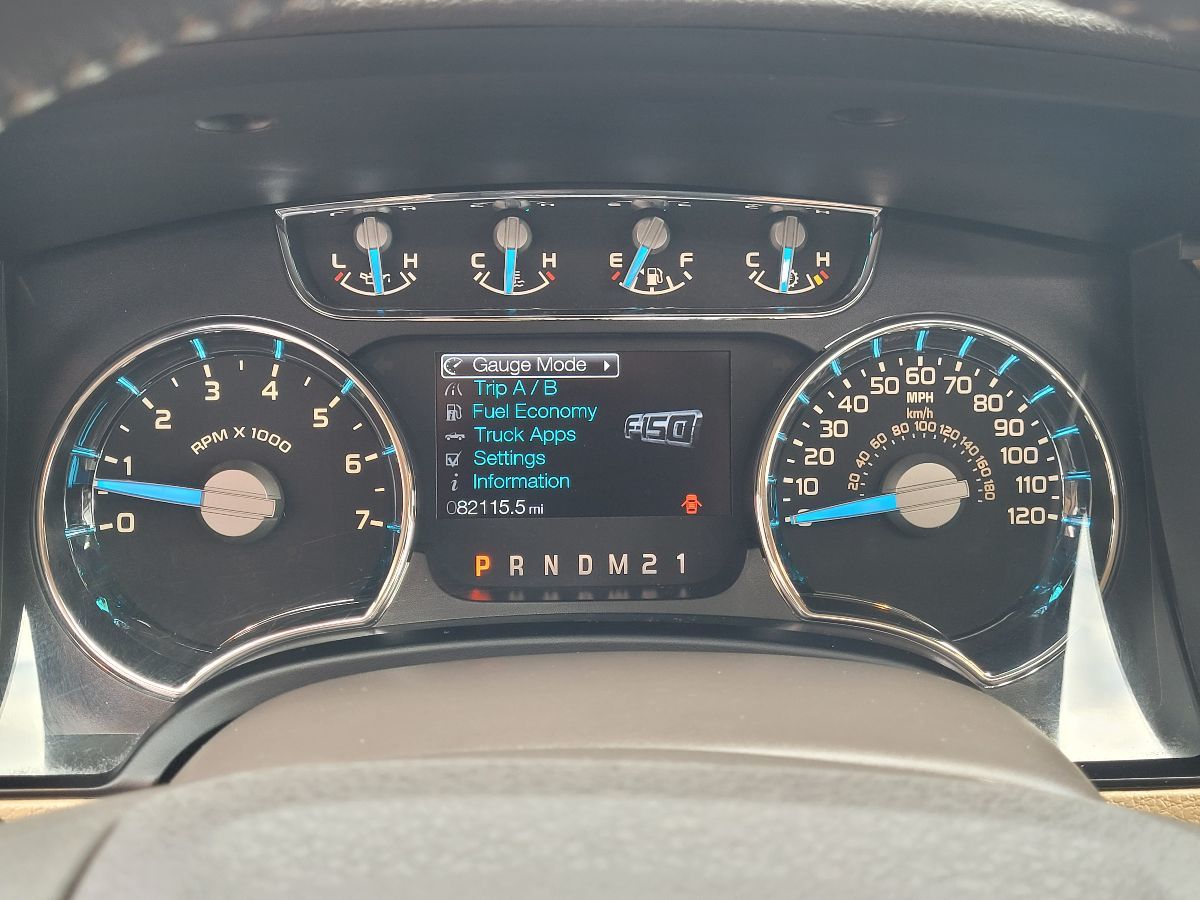 L H C H E F C H
Gauge Mode
Trip A / B
Fuel Economy
Truck Apps
Settings
i Information
082115.5 mi
F-150
P R N D M 2 1
0 1 2 3 4 5 6 7
RPM X 1000
0 10 20 30 40 50 60 70 80 90 100 110 120
MPH
km/h
20 40 60 80 100 120 140 160 180